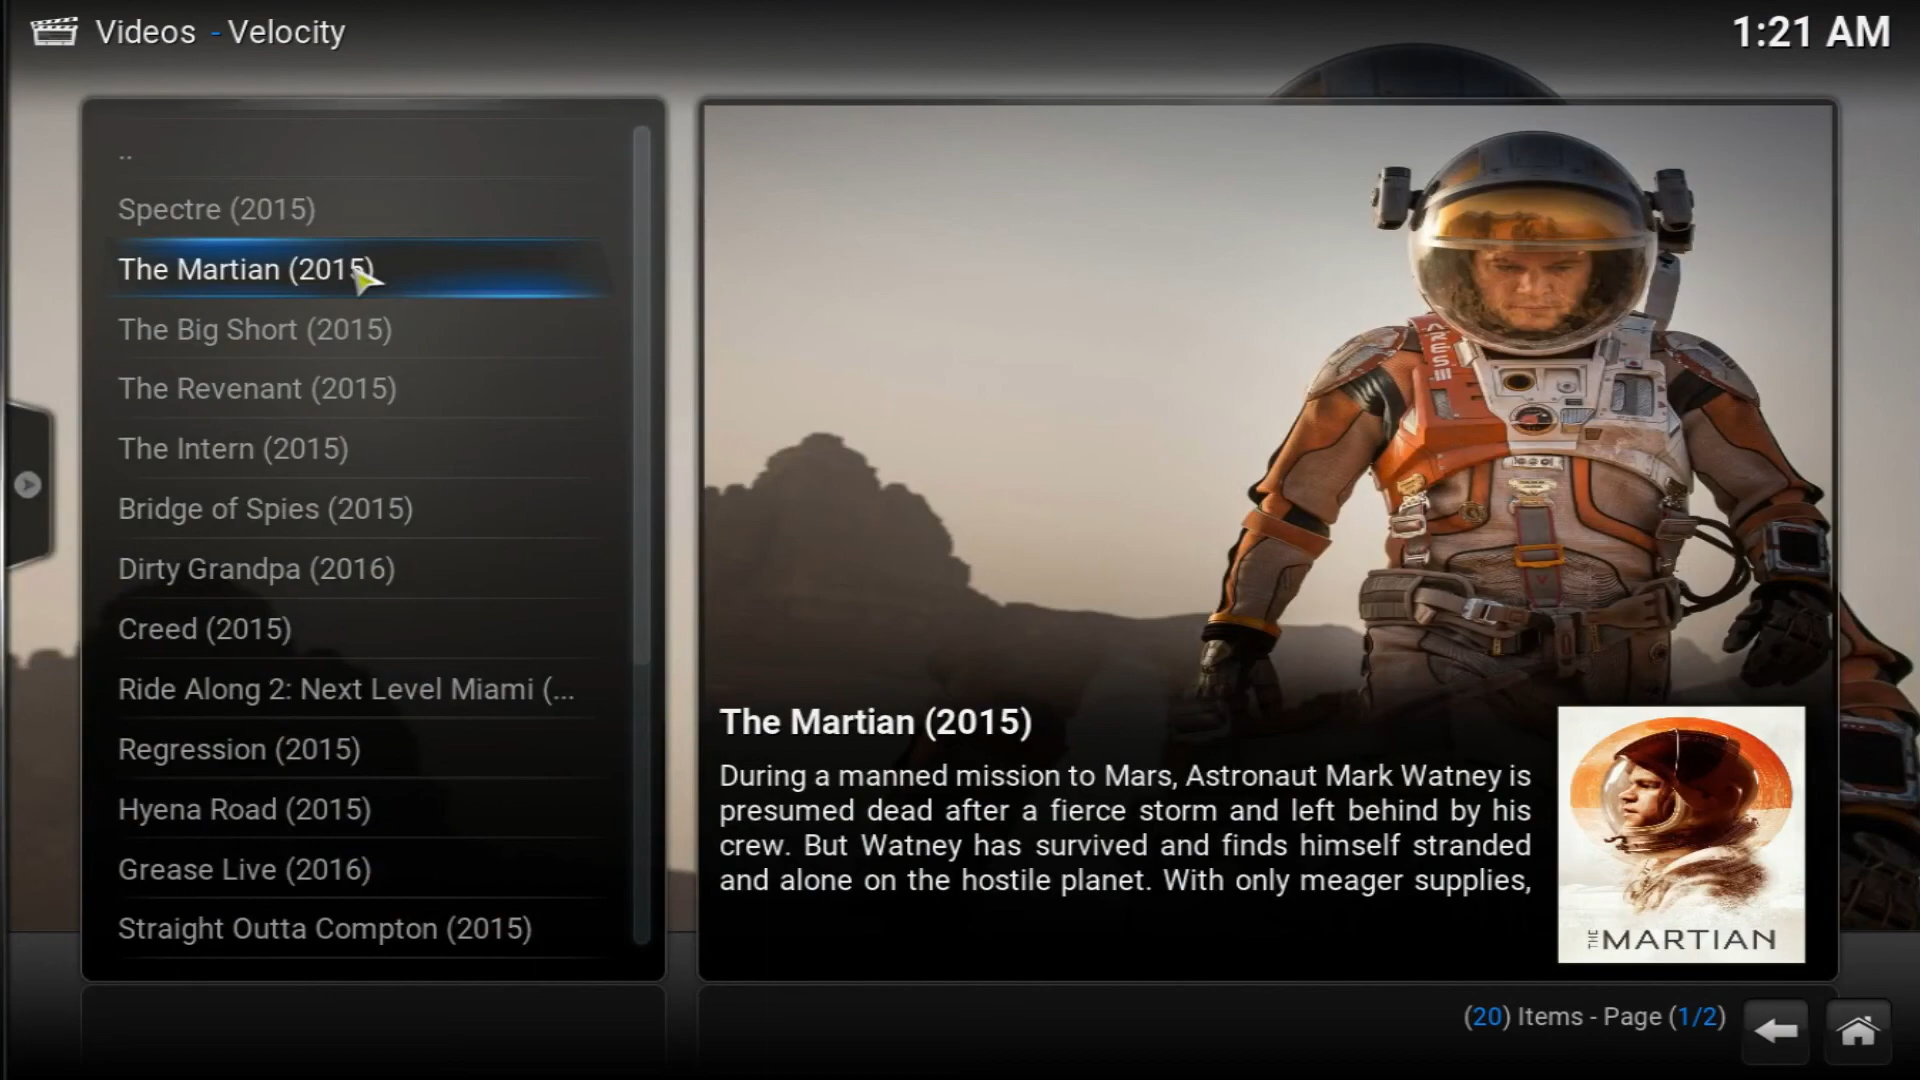 Videos - Velocity
1:21 AM
..
Spectre (2015)
The Martian (2015)
The Big Short (2015)
The Revenant (2015)
The Intern (2015)
Bridge of Spies (2015)
Dirty Grandpa (2016)
Creed (2015)
Ride Along 2: Next Level Miami (...
Regression (2015)
Hyena Road (2015)
Grease Live (2016)
Straight Outta Compton (2015)
ARES III
The Martian (2015)
During a manned mission to Mars, Astronaut Mark Watney is
presumed dead after a fierce storm and left behind by his
crew. But Watney has survived and finds himself stranded
and alone on the hostile planet. With only meager supplies,
THE MARTIAN
(20) Items - Page (1/2)